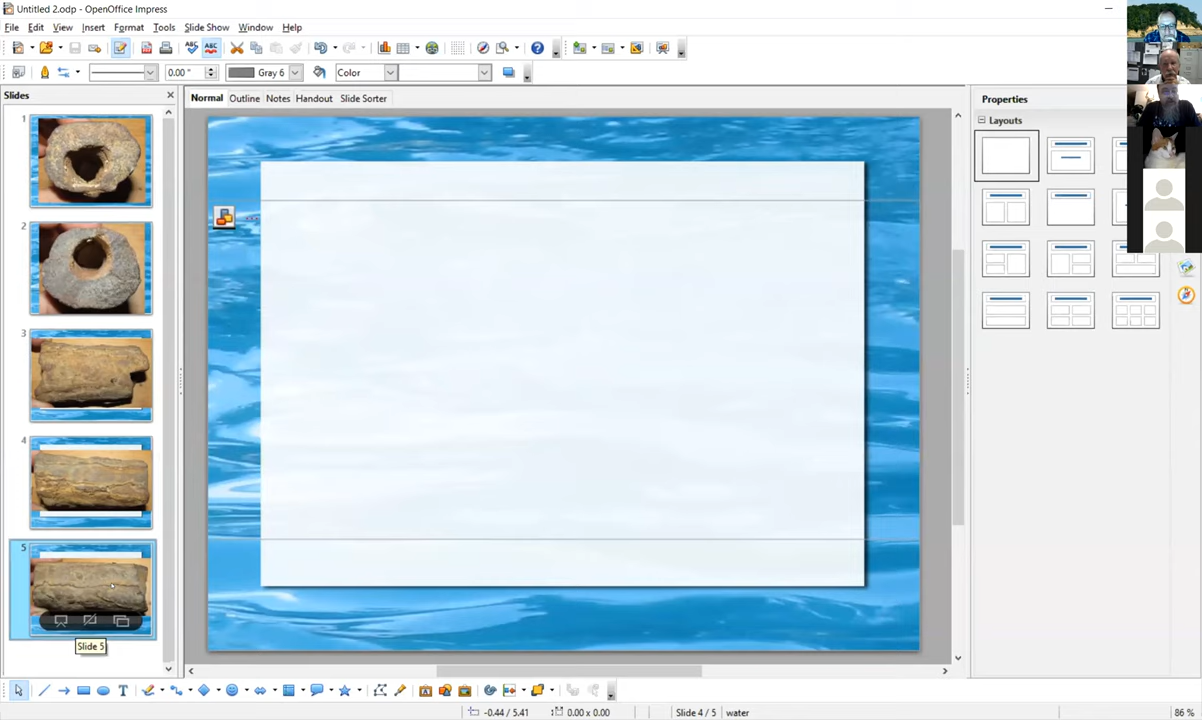 Untitled 2.odp - OpenOffice Impress
File Edit View Insert Format Tools Slide Show Window Help
0.00 " Gray 6 Color
Slides
Normal Outline Notes Handout Slide Sorter
Properties
Layouts
1
2
3
4
5
Slide 5
-0.44 / 5.41 0.00 x 0.00 Slide 4 / 5 water 86 %